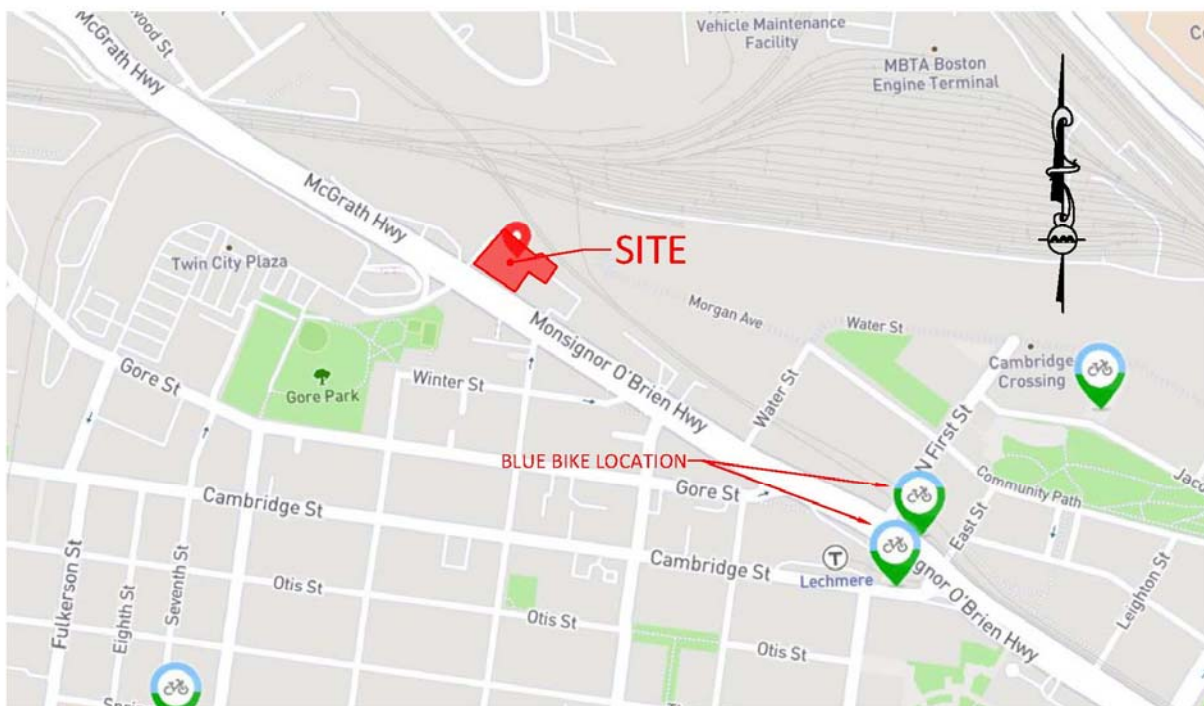 Vehicle Maintenance
Facility
MBTA Boston
Engine Terminal
McGrath Hwy
McGrath Hwy
SITE
Twin City Plaza
Monsignor O'Brien Hwy
Morgan Ave
Water St
Cambridge
Crossing
Gore St
Gore Park
Winter St
Water St
N First St
BLUE BIKE LOCATION
Gore St
Community Path
Cambridge St
East St
T
Lechmere
Cambridge St
Otis St
Otis St
Otis St
Leighton St
Fulkerson St
Eighth St
Seventh St